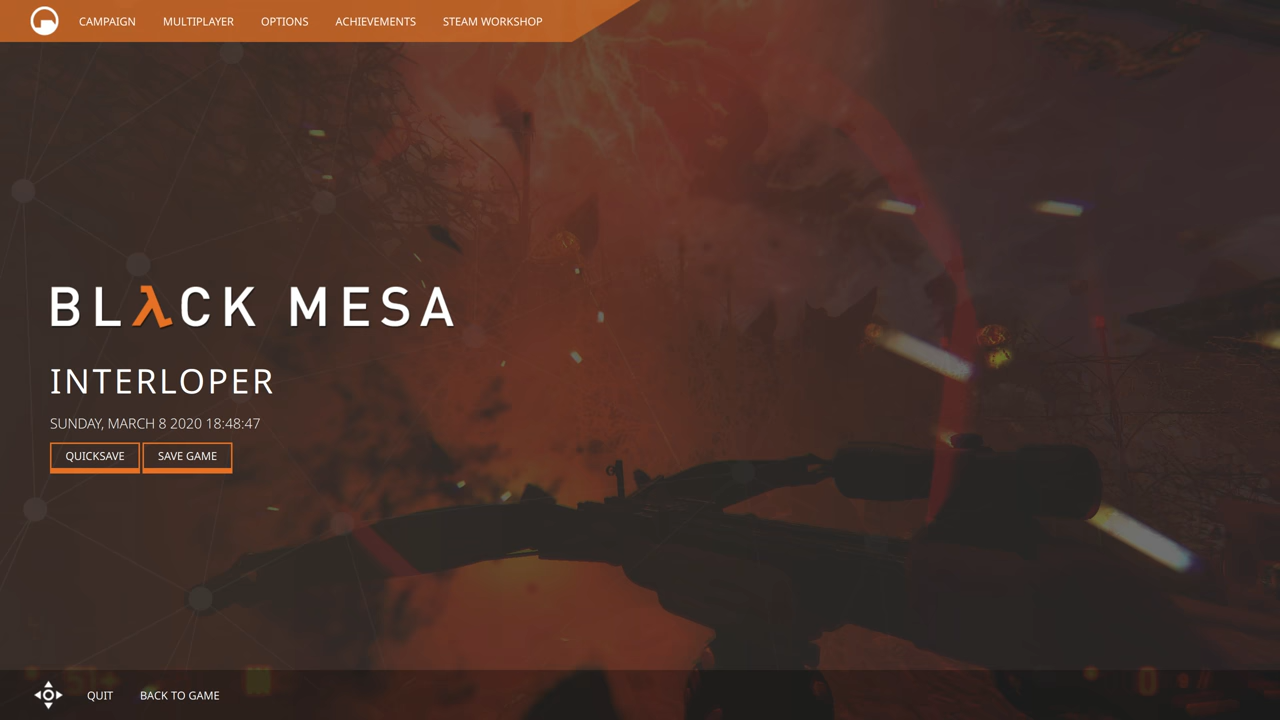 CAMPAIGN MULTIPLAYER OPTIONS ACHIEVEMENTS STEAM WORKSHOP
BLλCK MESA
INTERLOPER
SUNDAY, MARCH 8 2020 18:48:47
QUICKSAVE SAVE GAME
QUIT BACK TO GAME